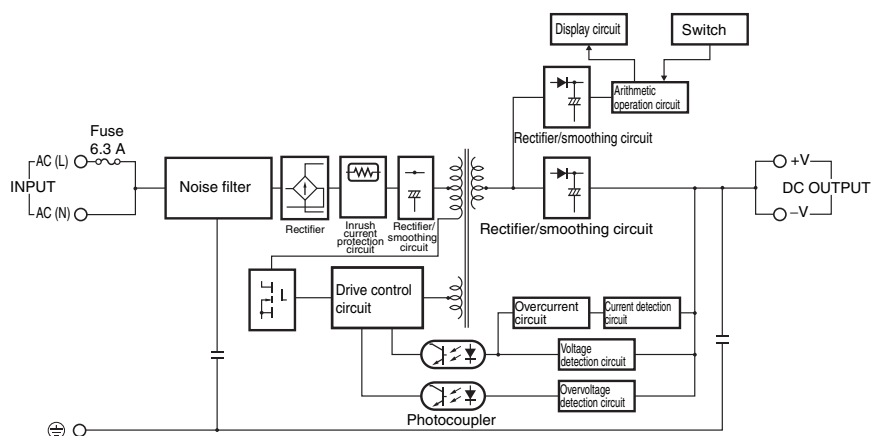 Display circuit
Switch
Fuse
6.3 A
Arithmetic
operation circuit
Rectifier/smoothing circuit
AC (L)
INPUT
AC (N)
Noise filter
+V
DC OUTPUT
−V
Rectifier
Inrush
current
protection
circuit
Rectifier/
smoothing
circuit
Rectifier/smoothing circuit
Drive control
circuit
Overcurrent
circuit
Current detection
circuit
Voltage
detection circuit
Overvoltage
detection circuit
Photocoupler